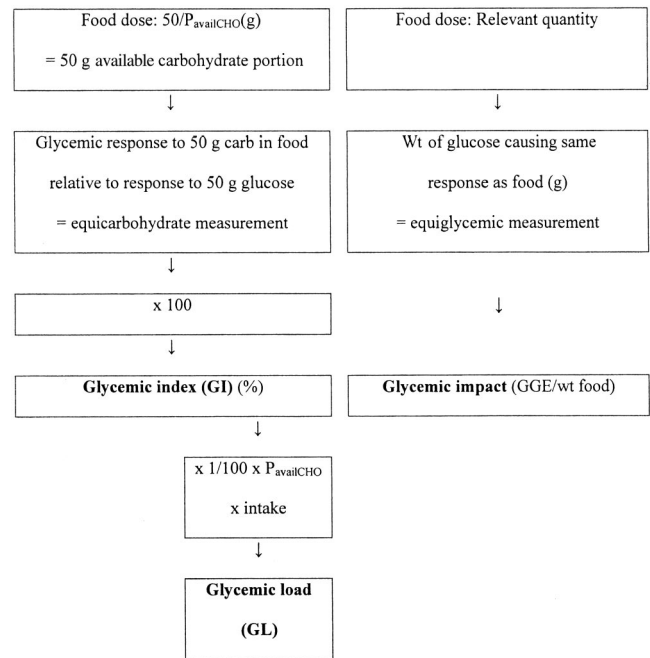 Food dose: 50/PavailCHO(g)
= 50 g available carbohydrate portion
↓
Glycemic response to 50 g carb in food
relative to response to 50 g glucose
= equicarbohydrate measurement
↓
x 100
↓
Glycemic index (GI) (%)
↓
x 1/100 x PavailCHO
x intake
↓
Glycemic load
(GL)
Food dose: Relevant quantity
↓
Wt of glucose causing same
response as food (g)
= equiglycemic measurement
↓
Glycemic impact (GGE/wt food)